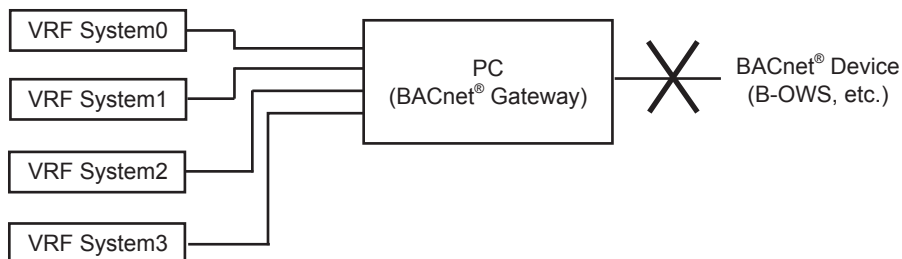 VRF System0
VRF System1
VRF System2
VRF System3
PC
(BACnet® Gateway)
BACnet® Device
(B-OWS, etc.)